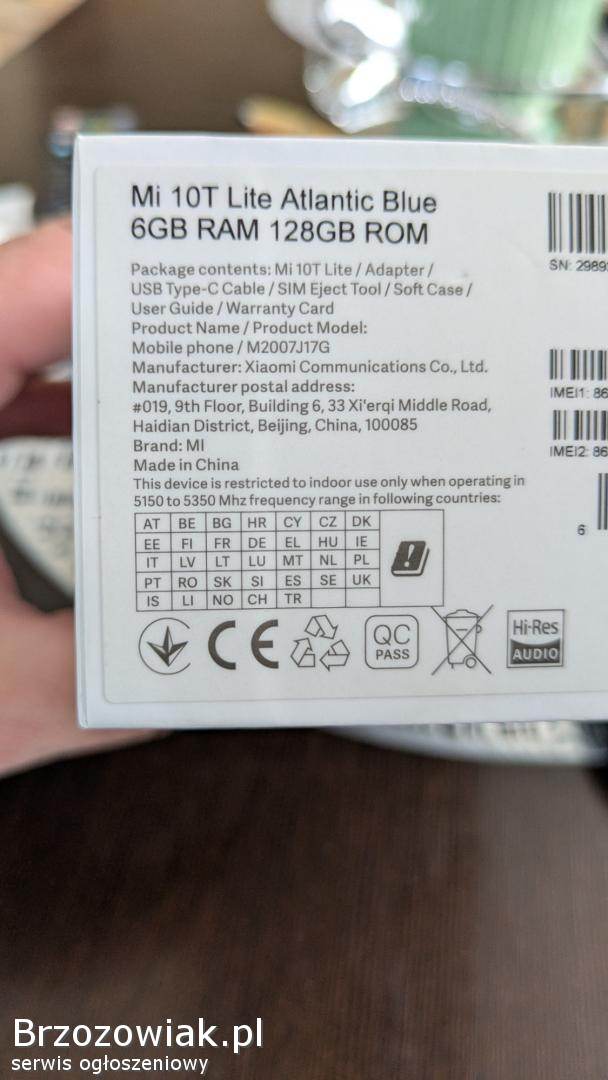 Mi 10T Lite Atlantic Blue
6GB RAM 128GB ROM
Package contents: Mi 10T Lite / Adapter /
USB Type-C Cable / SIM Eject Tool / Soft Case /
User Guide / Warranty Card
Product Name / Product Model:
Mobile phone / M2007J17G
Manufacturer: Xiaomi Communications Co., Ltd.
Manufacturer postal address:
#019, 9th Floor, Building 6, 33 Xi'erqi Middle Road,
Haidian District, Beijing, China, 100085
Brand: MI
Made in China
This device is restricted to indoor use only when operating in
5150 to 5350 Mhz frequency range in following countries:
AT BE BG HR CY CZ DK
EE FI FR DE EL HU IE
IT LV LT LU MT NL PL
PT RO SK SI ES SE UK
IS LI NO CH TR
CE
QC
PASS
Hi-Res
AUDIO
SN: 2989
IMEI1: 86
IMEI2: 86
6
Brzozowiak.pl
serwis ogłoszeniowy